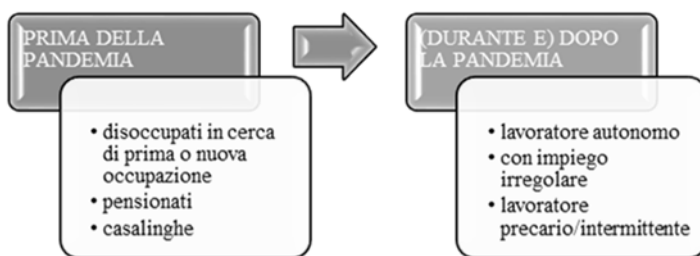 PRIMA DELLA
PANDEMIA
• disoccupati in cerca
di prima o nuova
occupazione
• pensionati
• casalinghe
(DURANTE E) DOPO
LA PANDEMIA
• lavoratore autonomo
• con impiego
irregolare
• lavoratore
precario/intermittente